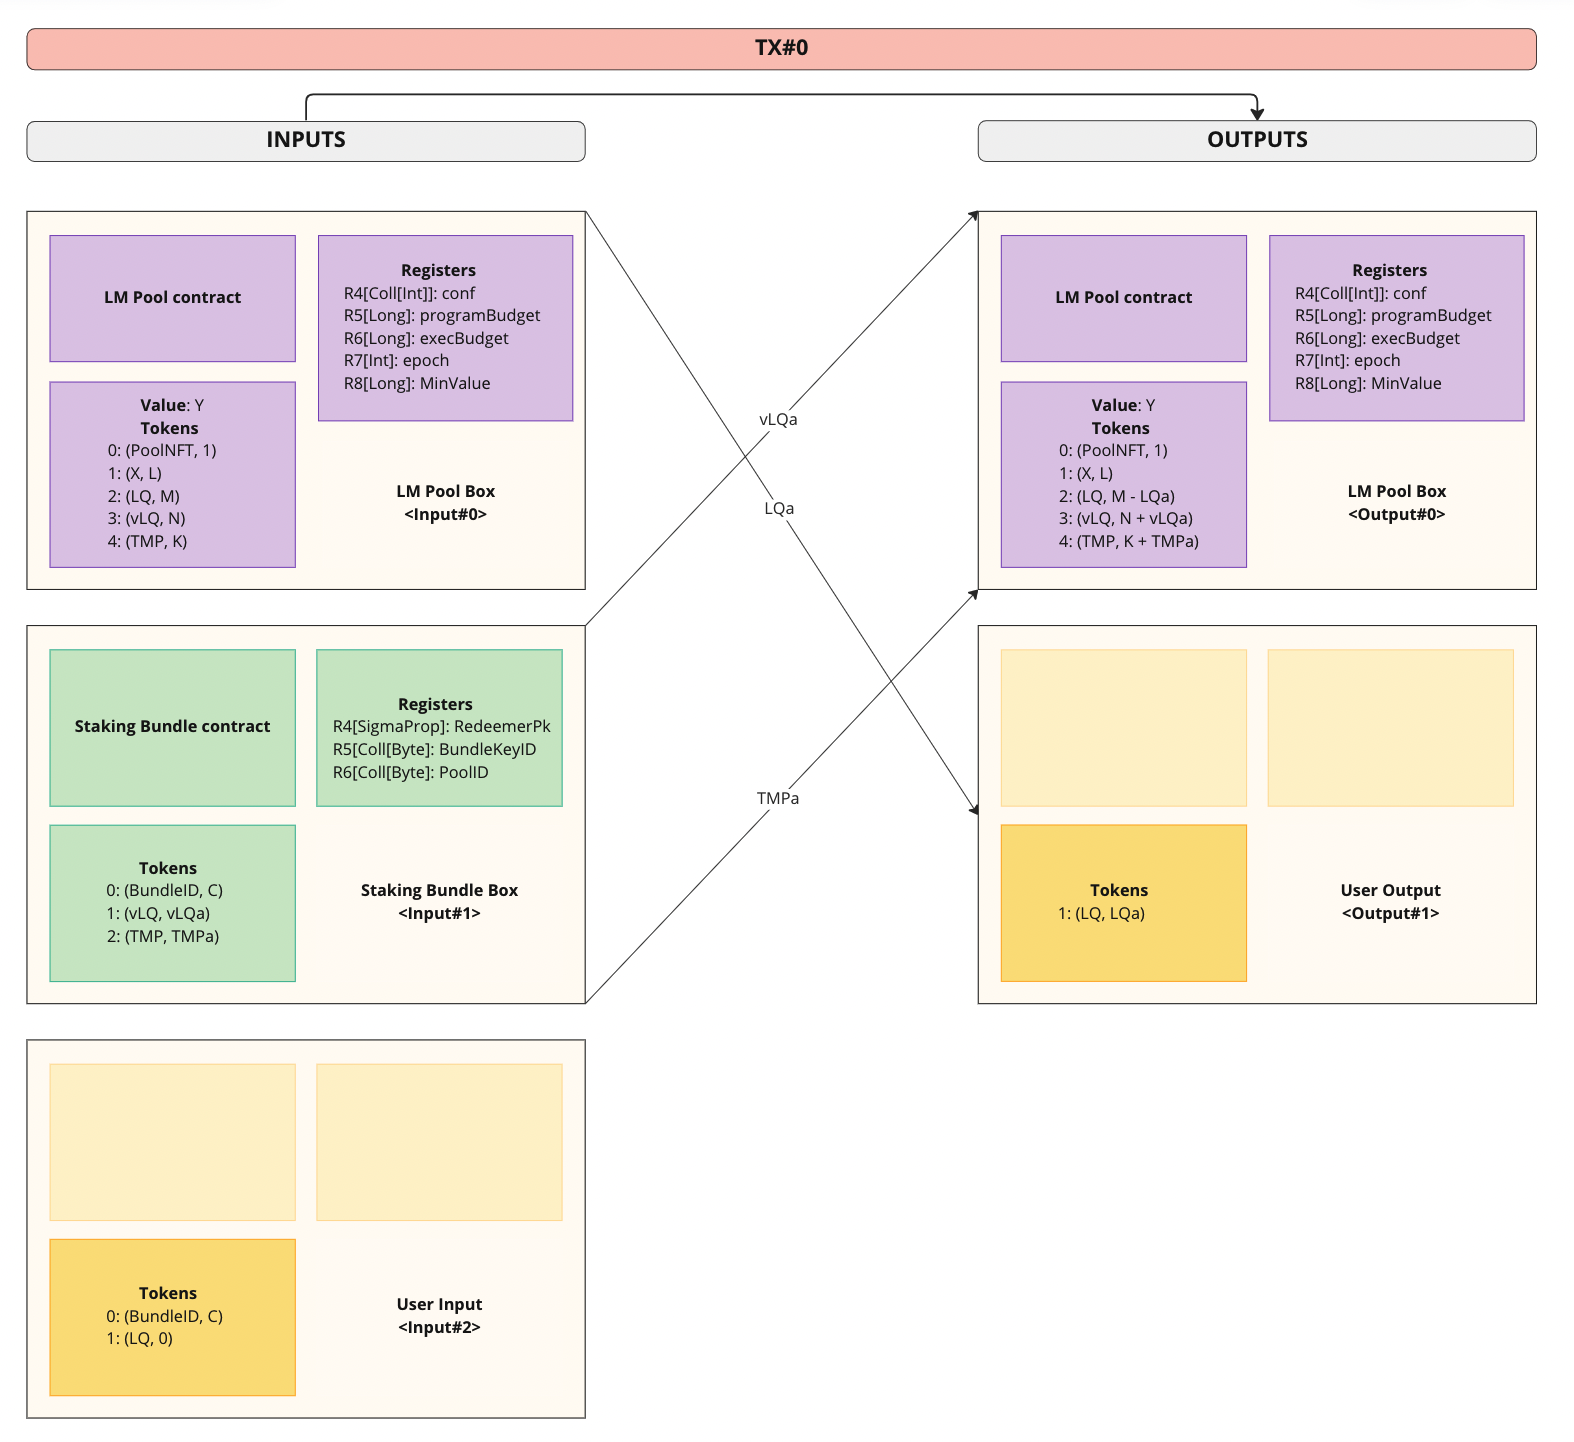 TX#0
INPUTS
OUTPUTS
LM Pool contract
Registers
R4[Coll[Int]]: conf
R5[Long]: programBudget
R6[Long]: execBudget
R7[Int]: epoch
R8[Long]: MinValue
Value: Y
Tokens
0: (PoolNFT, 1)
1: (X, L)
2: (LQ, M)
3: (vLQ, N)
4: (TMP, K)
LM Pool Box
<Input#0>
vLQa
LQa
TMPa
LM Pool contract
Registers
R4[Coll[Int]]: conf
R5[Long]: programBudget
R6[Long]: execBudget
R7[Int]: epoch
R8[Long]: MinValue
Value: Y
Tokens
0: (PoolNFT, 1)
1: (X, L)
2: (LQ, M - LQa)
3: (vLQ, N + vLQa)
4: (TMP, K + TMPa)
LM Pool Box
<Output#0>
Staking Bundle contract
Registers
R4[SigmaProp]: RedeemerPk
R5[Coll[Byte]: BundleKeyID
R6[Coll[Byte]: PoolID
Tokens
0: (BundleID, C)
1: (vLQ, vLQa)
2: (TMP, TMPa)
Staking Bundle Box
<Input#1>
Tokens
1: (LQ, LQa)
User Output
<Output#1>
Tokens
0: (BundleID, C)
1: (LQ, 0)
User Input
<Input#2>